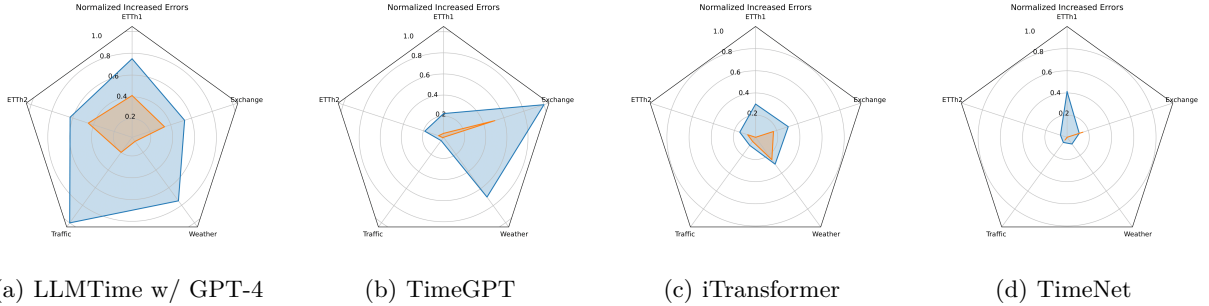 Normalized Increased Errors
ETTh1
1.0
0.8
0.6
0.4
0.2
ETTh2
Exchange
Traffic
Weather
(a) LLMTime w/ GPT-4
Normalized Increased Errors
ETTh1
1.0
0.8
0.6
0.4
0.2
ETTh2
Exchange
Traffic
Weather
(b) TimeGPT
Normalized Increased Errors
ETTh1
1.0
0.8
0.6
0.4
0.2
ETTh2
Exchange
Traffic
Weather
(c) iTransformer
Normalized Increased Errors
ETTh1
1.0
0.8
0.6
0.4
0.2
ETTh2
Exchange
Traffic
Weather
(d) TimeNet